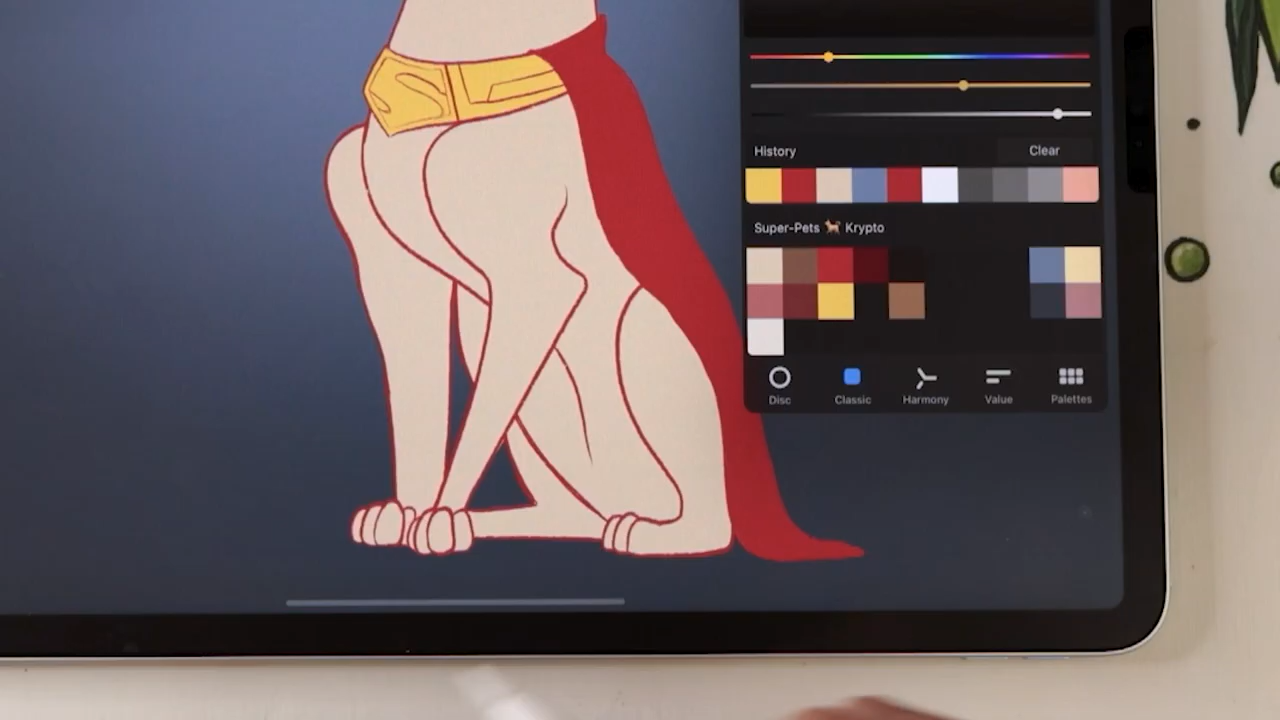 History
Clear
Super-Pets 🐕 Krypto
Disc
Classic
Harmony
Value
Palettes